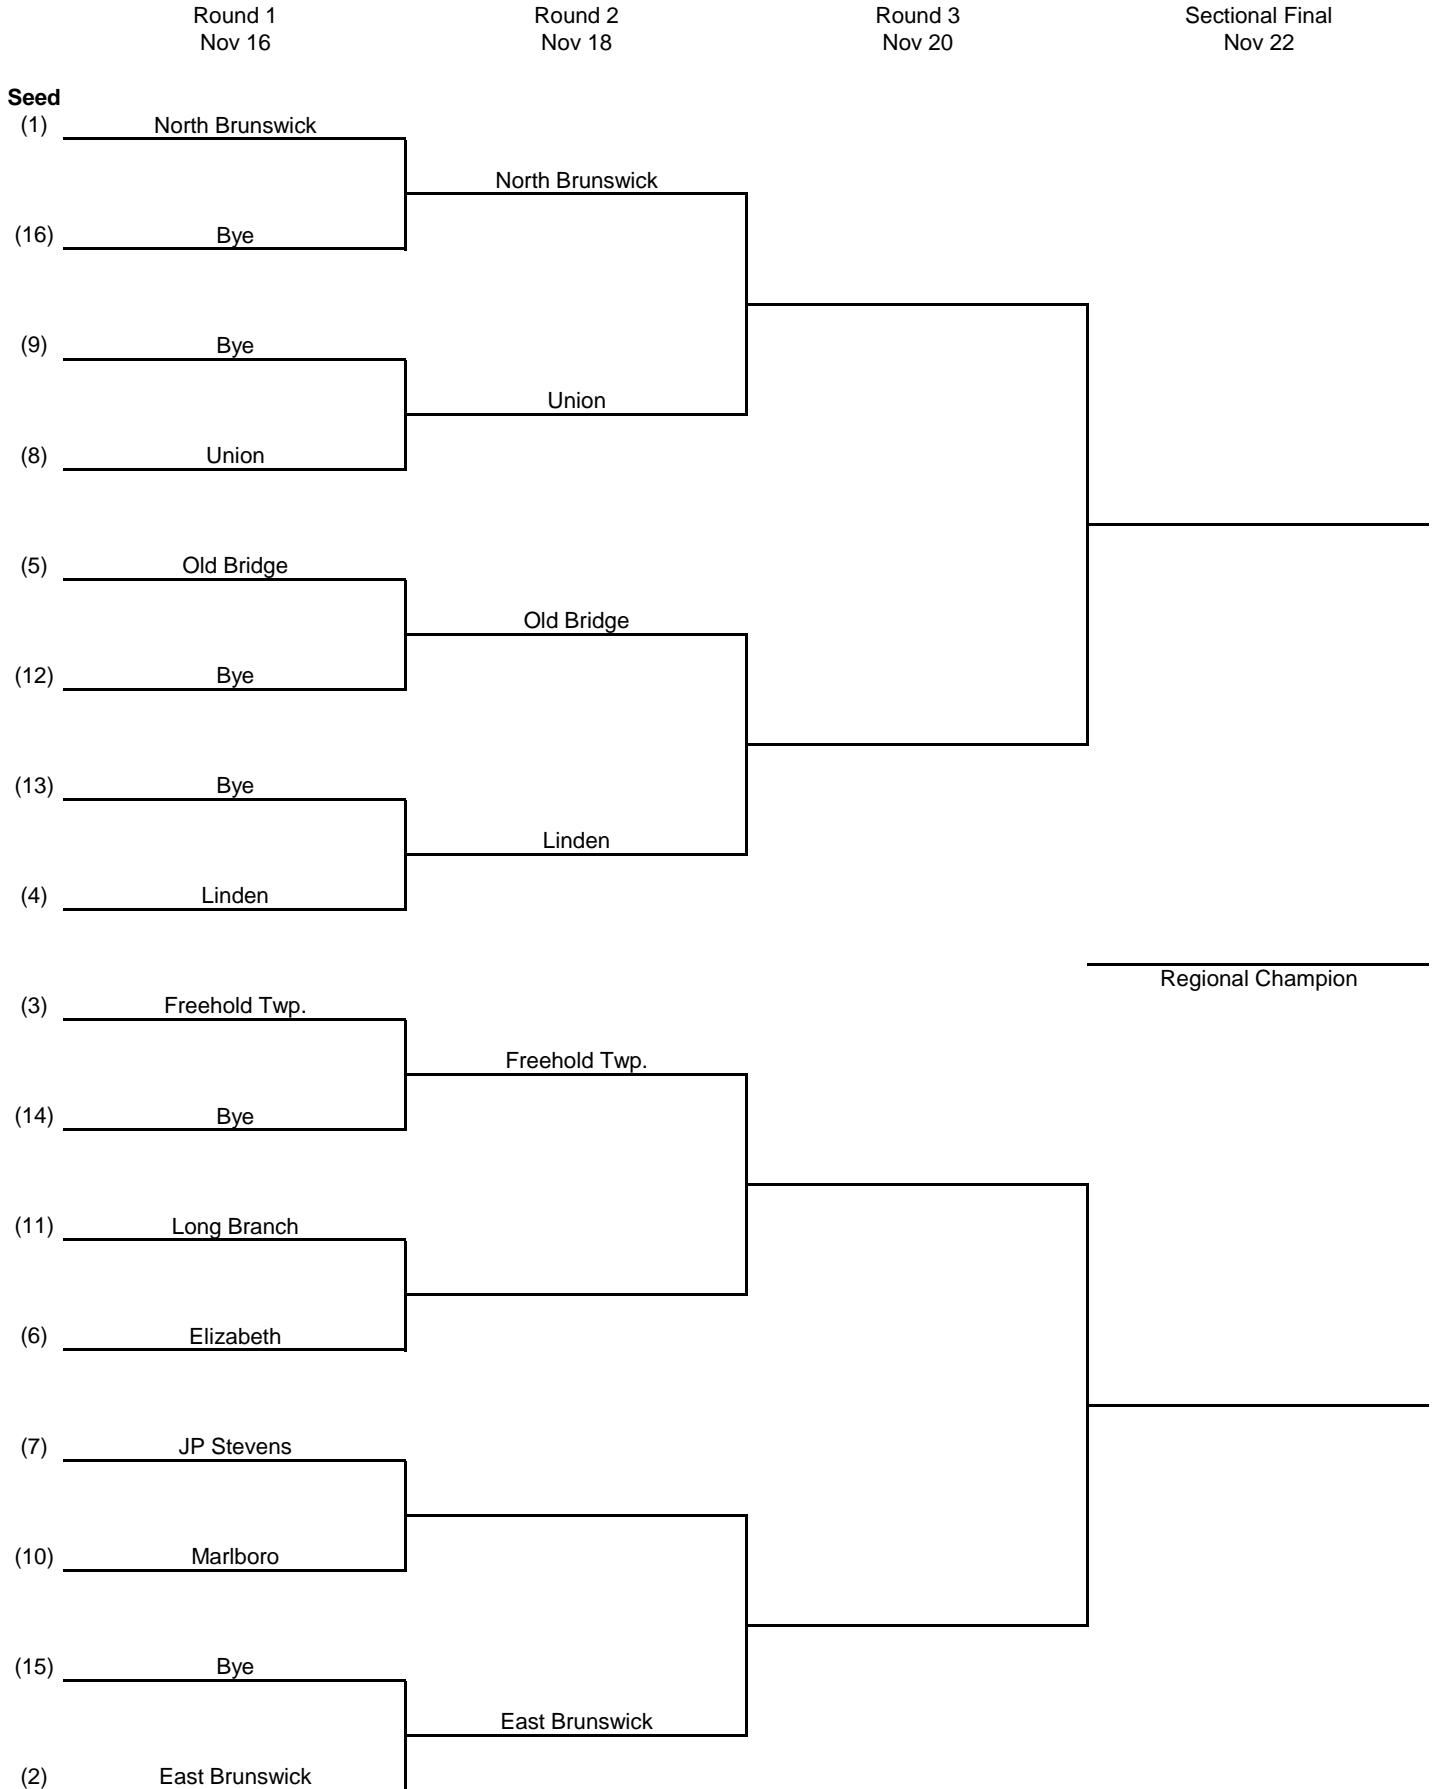 Round 1 Round 2 Round 3 Sectional Final
Nov 16 Nov 18 Nov 20 Nov 22
Seed
(1) North Brunswick
North Brunswick
(16) Bye
(9) Bye
Union
(8) Union
(5) Old Bridge
Old Bridge
(12) Bye
(13) Bye
Linden
(4) Linden
Regional Champion
(3) Freehold Twp.
Freehold Twp.
(14) Bye
(11) Long Branch
(6) Elizabeth
(7) JP Stevens
(10) Marlboro
(15) Bye
East Brunswick
(2) East Brunswick